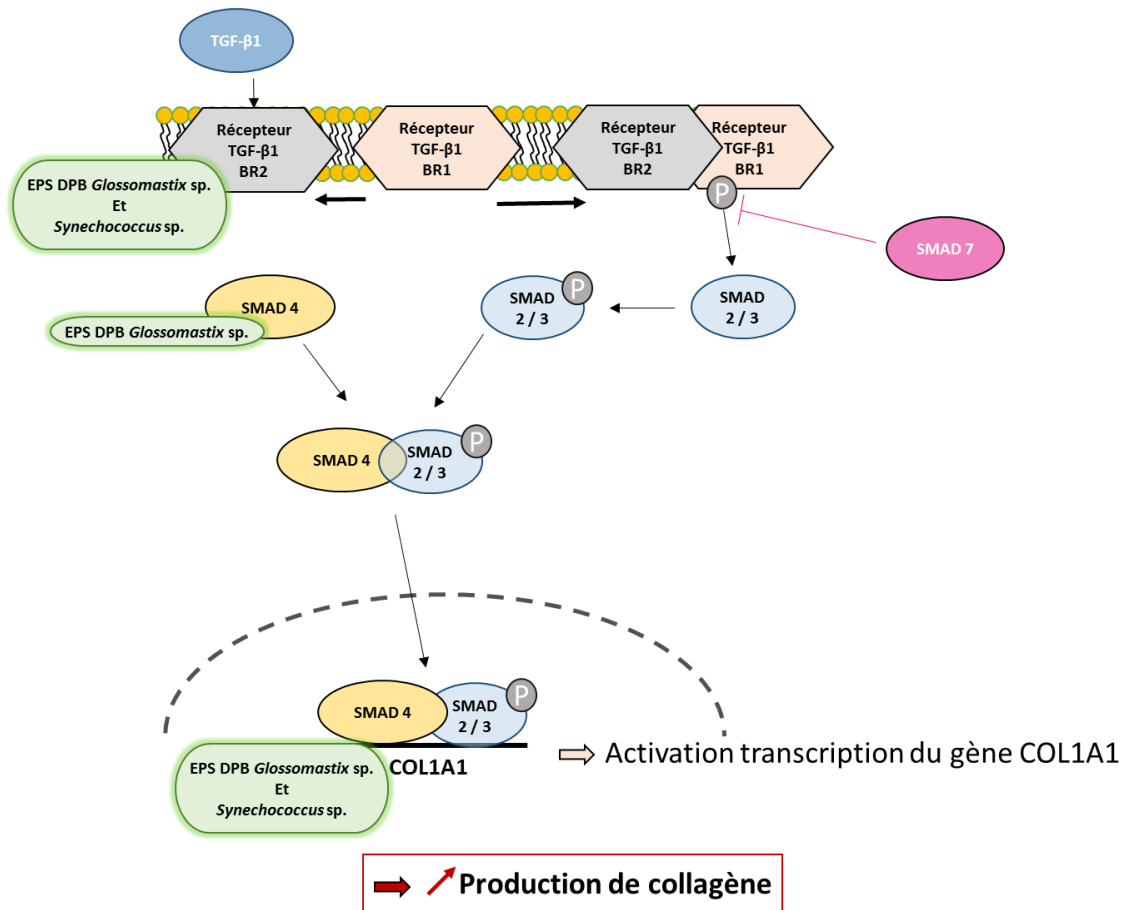 TGF-β1
Récepteur
TGF-β1
BR2
Récepteur
TGF-β1
BR1
Récepteur
TGF-β1
BR2
Récepteur
TGF-β1
BR1
P
EPS DPB Glossomastix sp.
Et
Synechococcus sp.
SMAD 7
SMAD 4
EPS DPB Glossomastix sp.
SMAD
2 / 3
P
SMAD
2 / 3
SMAD 4
SMAD
2 / 3
P
SMAD 4
SMAD
2 / 3
P
COL1A1
EPS DPB Glossomastix sp.
Et
Synechococcus sp.
Activation transcription du gène COL1A1
Production de collagène